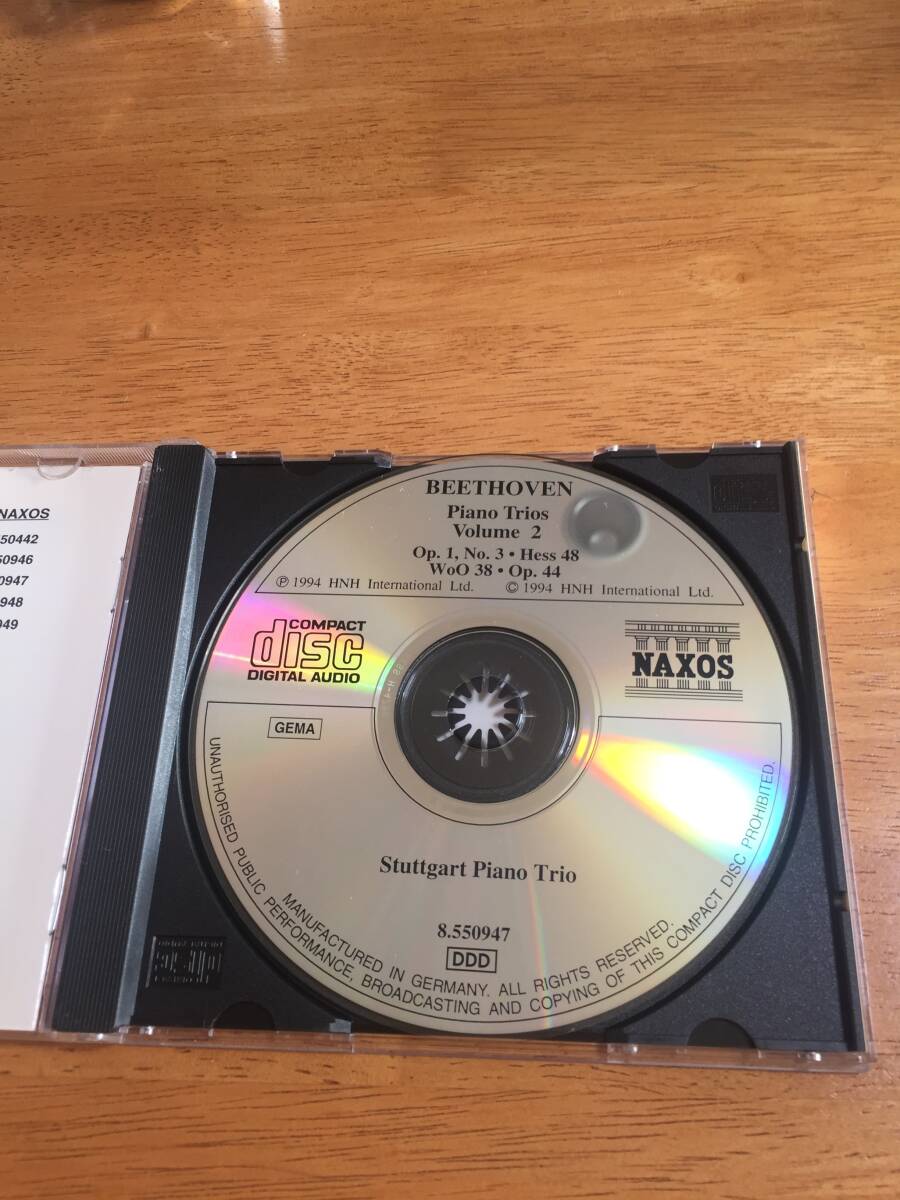 NAXOS
50442
50946
0947
948
949
BEETHOVEN
Piano Trios
Volume 2
Op. 1, No. 3 • Hess 48
WoO 38 • Op. 44
℗ 1994 HNH International Ltd. © 1994 HNH International Ltd.
COMPACT
disc
DIGITAL AUDIO
NAXOS
GEMA
Stuttgart Piano Trio
8.550947
DDD
UNAUTHORISED PUBLIC PERFORMANCE, BROADCASTING AND COPYING OF THIS COMPACT DISC PROHIBITED.
MANUFACTURED IN GERMANY. ALL RIGHTS RESERVED.